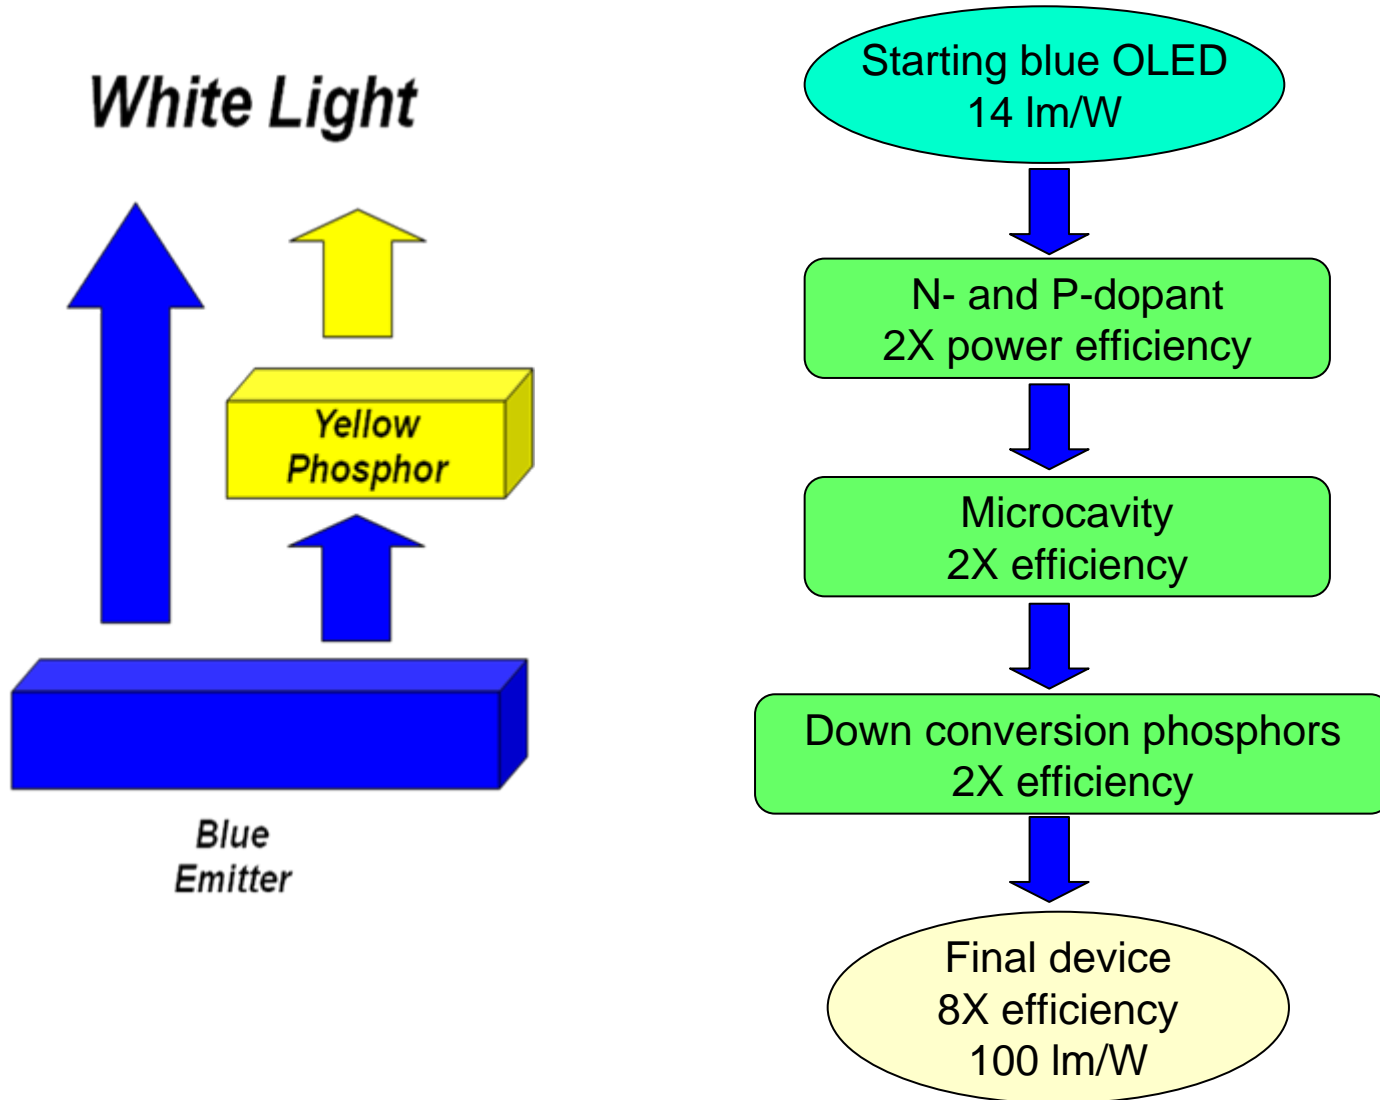 White Light
Yellow
Phosphor
Blue
Emitter
Starting blue OLED
14 lm/W
N- and P-dopant
2X power efficiency
Microcavity
2X efficiency
Down conversion phosphors
2X efficiency
Final device
8X efficiency
100 lm/W